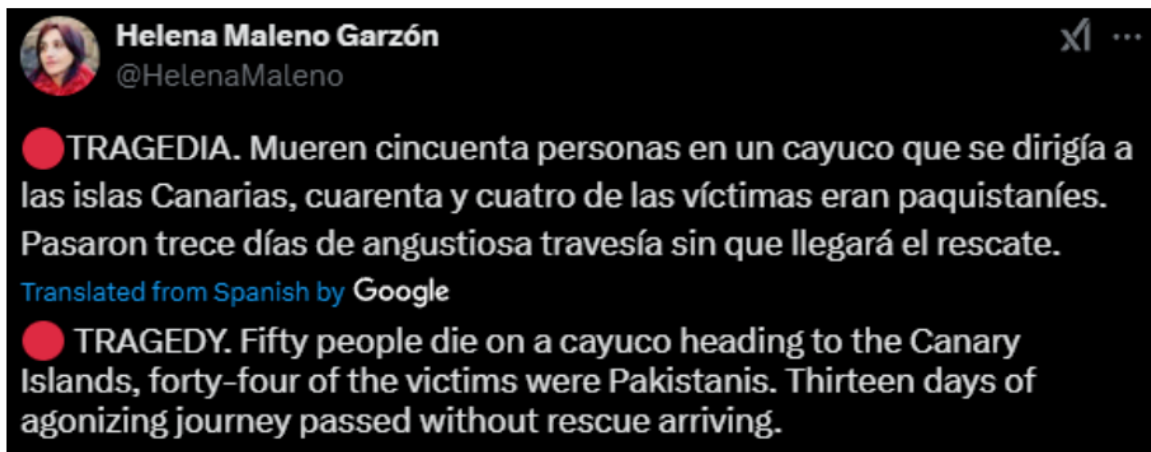 Helena Maleno Garzón
@HelenaMaleno
🔴TRAGEDIA. Mueren cincuenta personas en un cayuco que se dirigía a
las islas Canarias, cuarenta y cuatro de las víctimas eran paquistaníes.
Pasaron trece días de angustiosa travesía sin que llegará el rescate.
Translated from Spanish by Google
🔴 TRAGEDY. Fifty people die on a cayuco heading to the Canary
Islands, forty-four of the victims were Pakistanis. Thirteen days of
agonizing journey passed without rescue arriving.